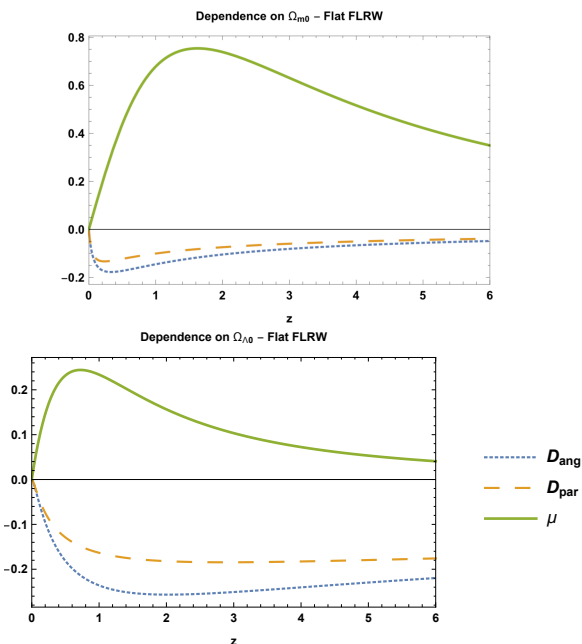 Dependence on Ωm0 – Flat FLRW
0.8
0.6
0.4
0.2
0.0
−0.2
0 1 2 3 4 5 6
z
Dependence on ΩΛ0 – Flat FLRW
0.2
0.1
0.0
−0.1
−0.2
0 1 2 3 4 5 6
z
Dang
Dpar
μ